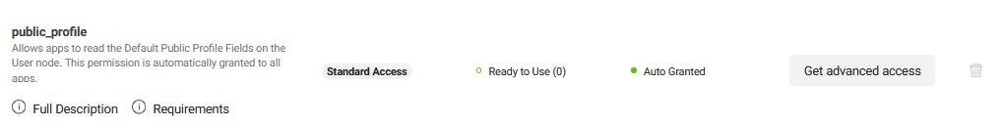 public_profile
Allows apps to read the Default Public Profile Fields on the
User node. This permission is automatically granted to all
apps.
Standard Access
Ready to Use (0)
Auto Granted
Get advanced access
Full Description
Requirements